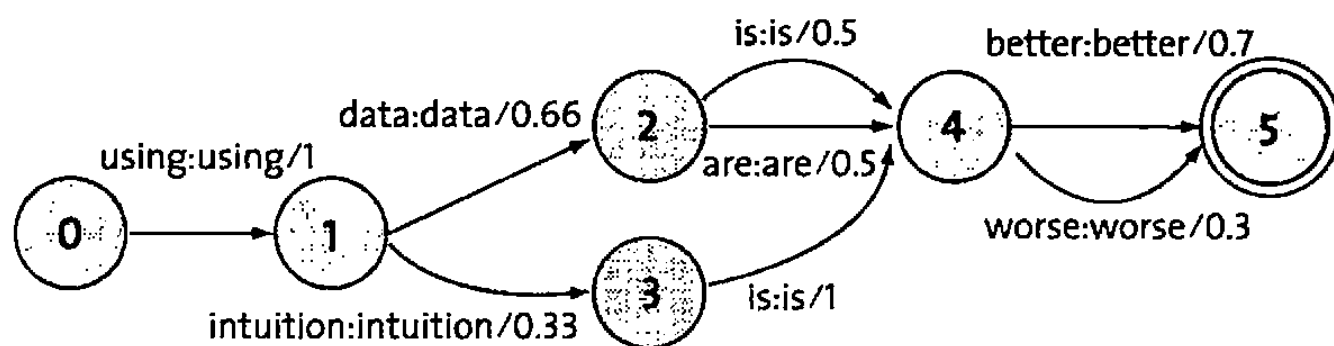 is:is/0.5
better:better/0.7
data:data/0.66
2
4
5
using:using/1
are:are/0.5
0
1
worse:worse/0.3
3
is:is/1
intuition:intuition/0.33